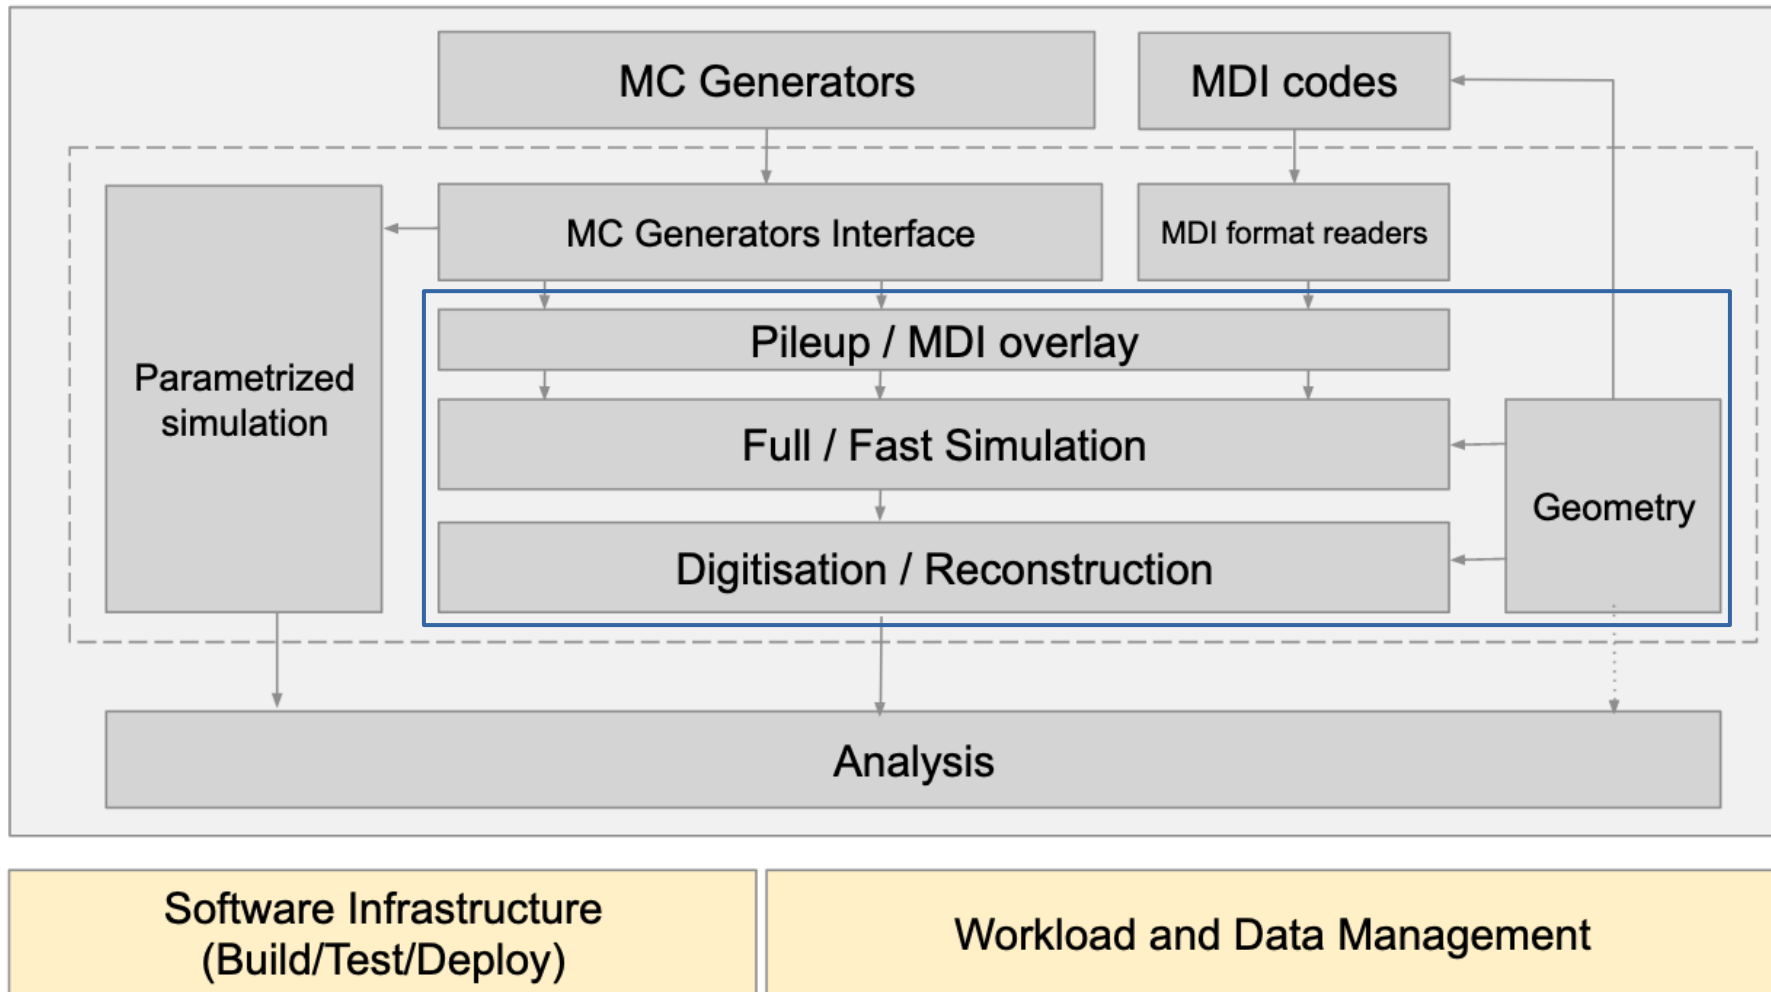 MC Generators
MDI codes
MC Generators Interface
MDI format readers
Parametrized
simulation
Pileup / MDI overlay
Full / Fast Simulation
Geometry
Digitisation / Reconstruction
Analysis
Software Infrastructure
(Build/Test/Deploy)
Workload and Data Management